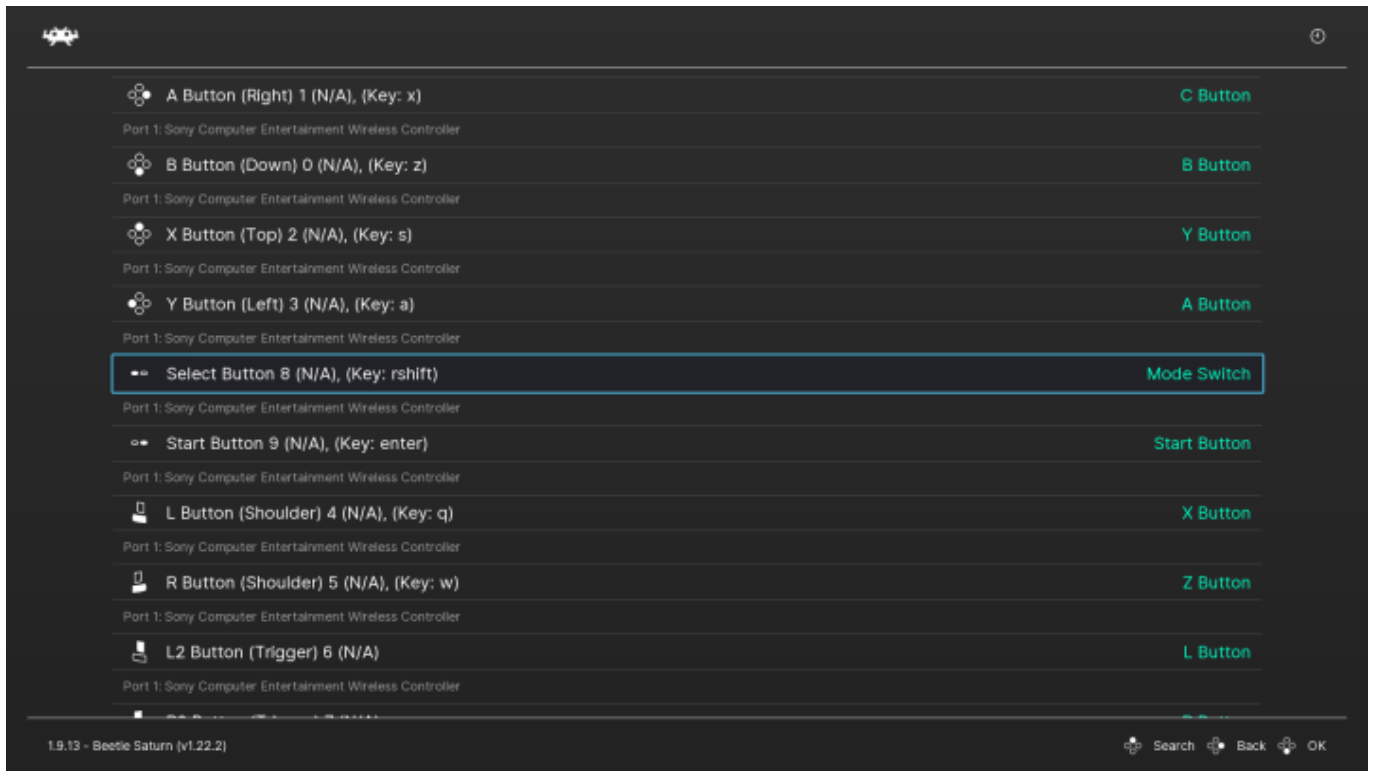 A Button (Right) 1 (N/A), (Key: x) C Button
Port 1: Sony Computer Entertainment Wireless Controller
B Button (Down) 0 (N/A), (Key: z) B Button
Port 1: Sony Computer Entertainment Wireless Controller
X Button (Top) 2 (N/A), (Key: s) Y Button
Port 1: Sony Computer Entertainment Wireless Controller
Y Button (Left) 3 (N/A), (Key: a) A Button
Port 1: Sony Computer Entertainment Wireless Controller
Select Button 8 (N/A), (Key: rshift) Mode Switch
Port 1: Sony Computer Entertainment Wireless Controller
Start Button 9 (N/A), (Key: enter) Start Button
Port 1: Sony Computer Entertainment Wireless Controller
L Button (Shoulder) 4 (N/A), (Key: q) X Button
Port 1: Sony Computer Entertainment Wireless Controller
R Button (Shoulder) 5 (N/A), (Key: w) Z Button
Port 1: Sony Computer Entertainment Wireless Controller
L2 Button (Trigger) 6 (N/A) L Button
Port 1: Sony Computer Entertainment Wireless Controller
1.9.13 - Beetle Saturn (v1.22.2) Search Back OK